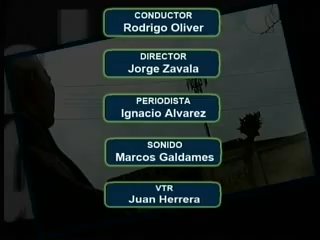 CONDUCTOR
Rodrigo Oliver
DIRECTOR
Jorge Zavala
PERIODISTA
Ignacio Alvarez
SONIDO
Marcos Galdames
VTR
Juan Herrera